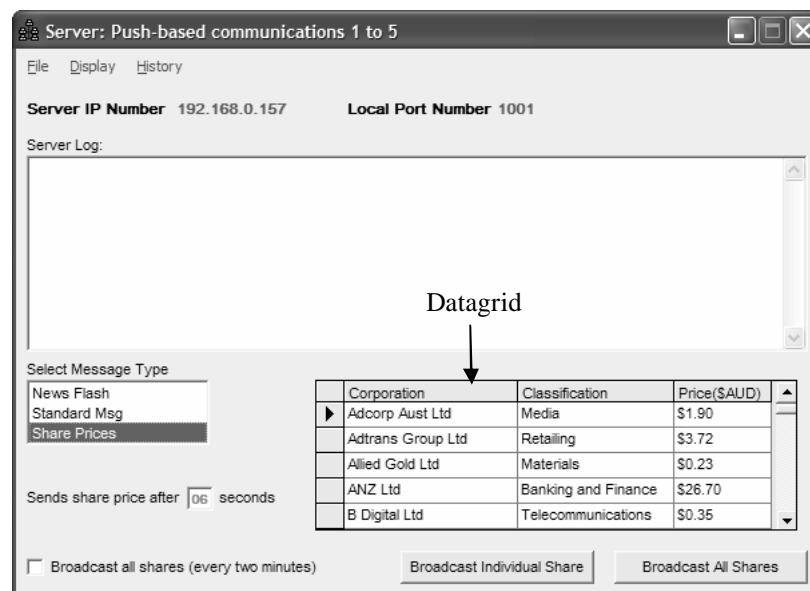 Server: Push-based communications 1 to 5
File Display History
Server IP Number 192.168.0.157 Local Port Number 1001
Server Log:
Datagrid
Select Message Type
News Flash
Standard Msg
Share Prices
Corporation Classification Price($AUD)
Adcorp Aust Ltd Media $1.90
Adtrans Group Ltd Retailing $3.72
Allied Gold Ltd Materials $0.23
ANZ Ltd Banking and Finance $26.70
B Digital Ltd Telecommunications $0.35
Sends share price after 06 seconds
Broadcast all shares (every two minutes)
Broadcast Individual Share
Broadcast All Shares